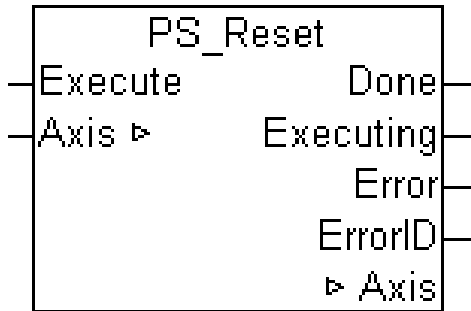 PS_Reset
Execute Done
Axis ▹ Executing
Error
ErrorID
▹ Axis